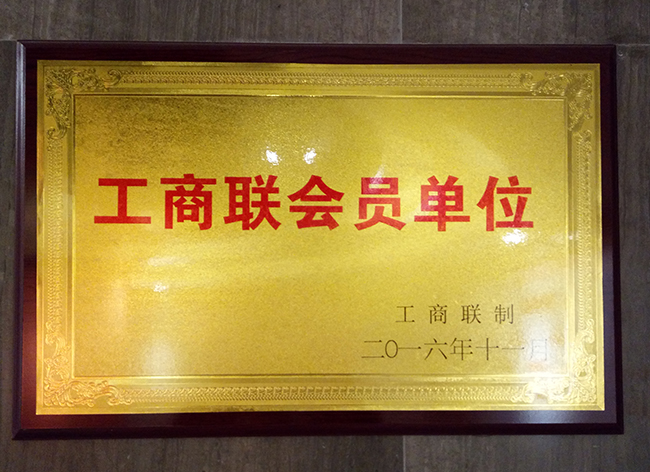 工商联会员单位
工商联制
二〇一六年十一月